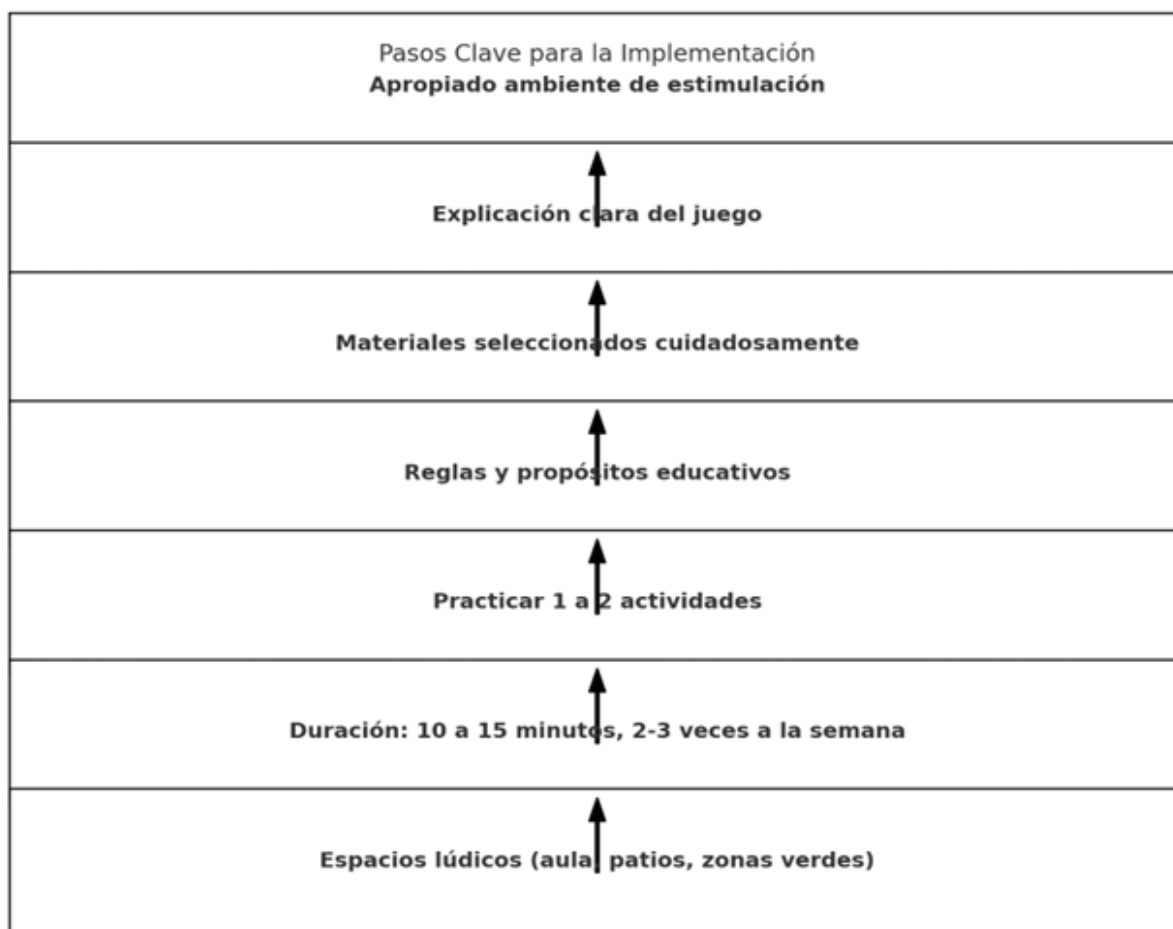 Pasos Clave para la Implementación
Apropiado ambiente de estimulación
Explicación clara del juego
Materiales seleccionados cuidadosamente
Reglas y propósitos educativos
Practicar 1 a 2 actividades
Duración: 10 a 15 minutos, 2-3 veces a la semana
Espacios lúdicos (aula, patios, zonas verdes)